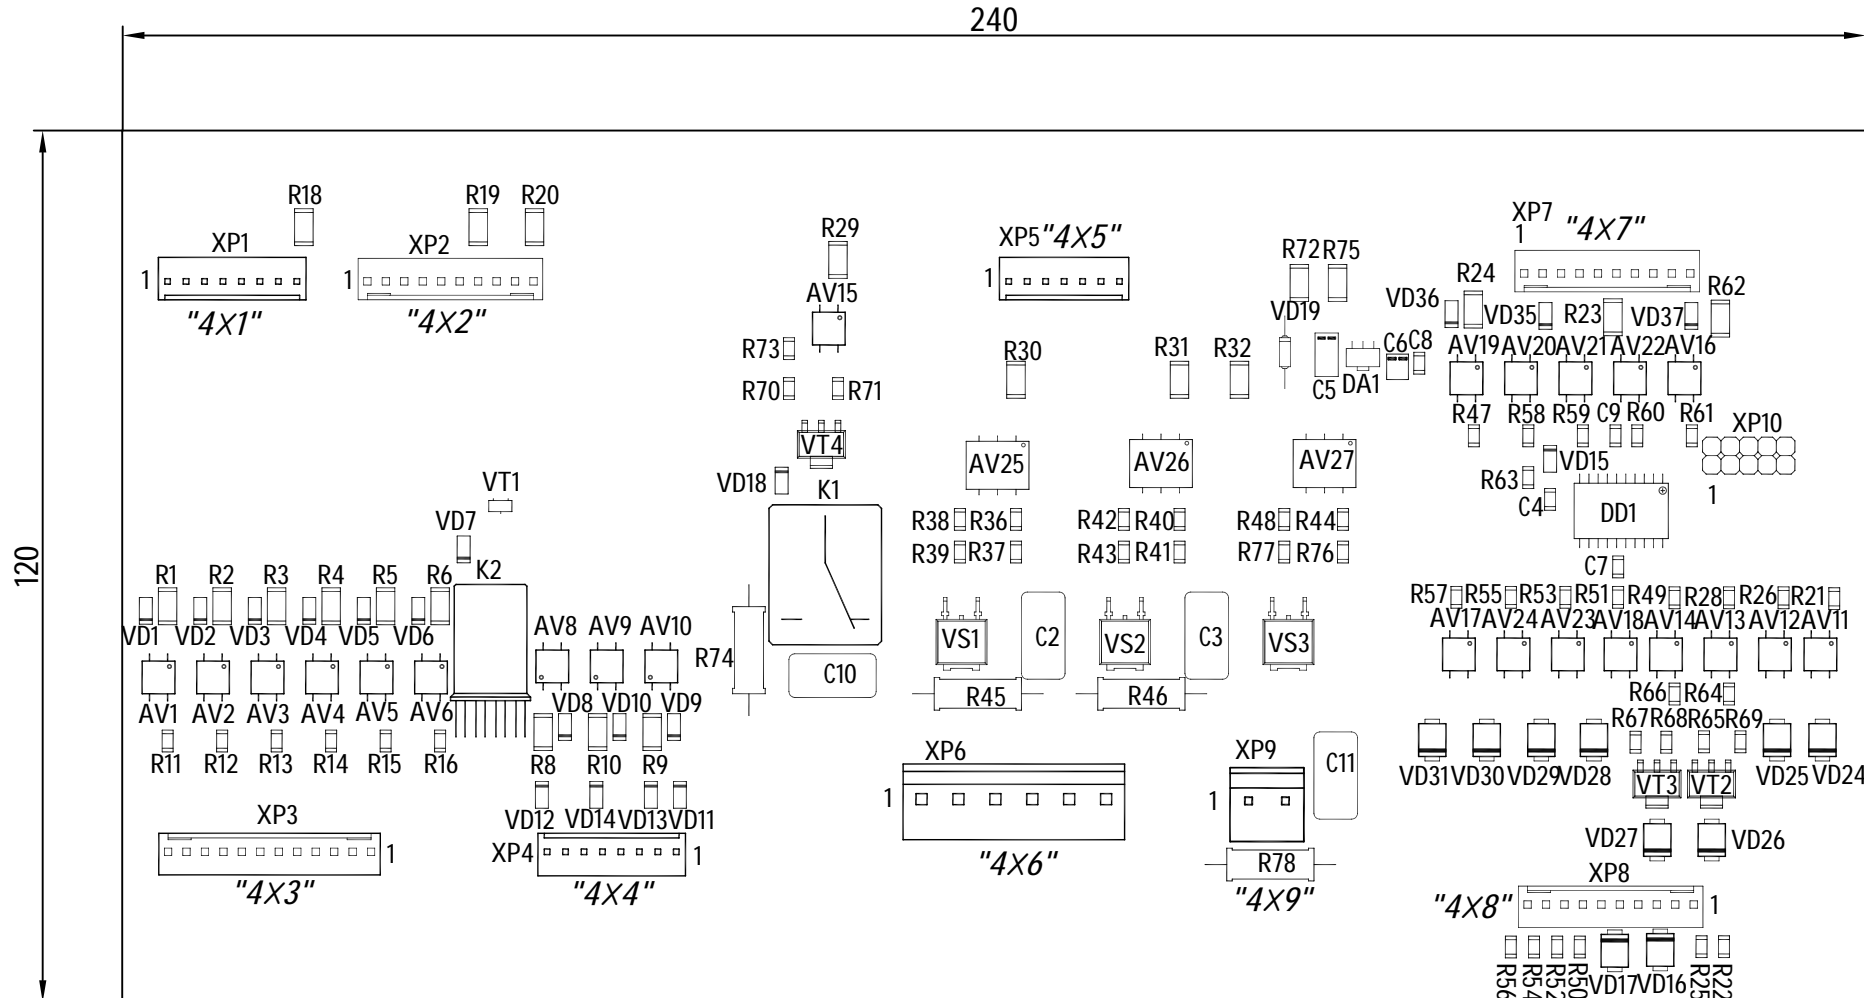 240
120
R18 R19 R20
XP1 XP2
1 1
"4X1" "4X2"
R29
AV15
R73
R70 R71
VT4
VD18 K1
XP5 "4X5"
1
R30 R31 R32
R72 R75
VD19
C5 DA1 C6 C8
XP7 "4X7"
1
VD36 R24 VD35 R23 VD37 R62
AV19 AV20 AV21 AV22 AV16
R47 R58 R59 C9 R60 R61
XP10
1
VD15
R63
C4 DD1
C7
AV25 AV26 AV27
R38 R36 R42 R40 R48 R44
R39 R37 R43 R41 R77 R76
VT1
VD7
K2
R1 R2 R3 R4 R5 R6
VD1 VD2 VD3 VD4 VD5 VD6
AV8 AV9 AV10
AV1 AV2 AV3 AV4 AV5 AV6
VD8 VD10 VD9
R11 R12 R13 R14 R15 R16
R8 R10 R9
VD12 VD14 VD13 VD11
XP3 1
"4X3"
XP4 1
"4X4"
R74 C10
VS1 C2 VS2 C3 VS3
R45 R46
XP6
1
"4X6"
XP9
1
C11
R78
"4X9"
R57 R55 R53 R51 R49 R28 R26 R21
AV17 AV24 AV23 AV18 AV14 AV13 AV12 AV11
R66 R64
R67 R68 R65 R69
VD31 VD30 VD29 VD28 VT3 VT2 VD25 VD24
VD27 VD26
XP8
"4X8" 1
R56 R54 R52 R50 VD17 VD16 R25 R22